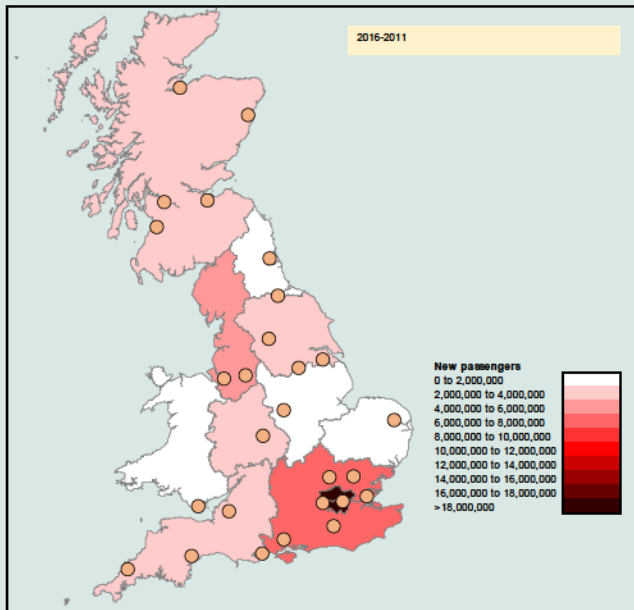 2016-2011
New passengers
0 to 2,000,000
2,000,000 to 4,000,000
4,000,000 to 6,000,000
6,000,000 to 8,000,000
8,000,000 to 10,000,000
10,000,000 to 12,000,000
12,000,000 to 14,000,000
14,000,000 to 16,000,000
16,000,000 to 18,000,000
>18,000,000